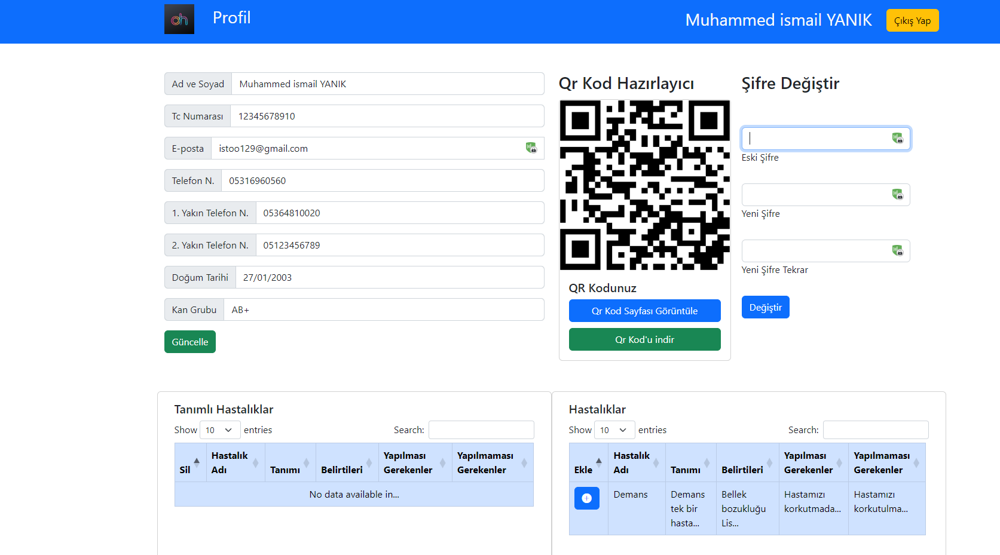 oh
Profil
Muhammed ismail YANIK
Çıkış Yap
Ad ve Soyad
Muhammed ismail YANIK
Tc Numarası
12345678910
E-posta
istoo129@gmail.com
Telefon N.
05316960560
1. Yakın Telefon N.
05364810020
2. Yakın Telefon N.
05123456789
Doğum Tarihi
27/01/2003
Kan Grubu
AB+
Güncelle
Qr Kod Hazırlayıcı
QR Kodunuz
Qr Kod Sayfası Görüntüle
Qr Kod'u indir
Şifre Değiştir
Eski Şifre
Yeni Şifre
Yeni Şifre Tekrar
Değiştir
Tanımlı Hastalıklar
Show 10 entries
Search:
Sil
Hastalık
Adı
Tanımı
Belirtileri
Yapılması
Gerekenler
Yapılmaması
Gerekenler
No data available in...
Hastalıklar
Show 10 entries
Search:
Ekle
Hastalık
Adı
Tanımı
Belirtileri
Yapılması
Gerekenler
Yapılmaması
Gerekenler
Demans
Demans
tek bir
hasta...
Bellek
bozukluğu
Lis...
Hastamızı
korkutmada...
Hastamızı
korkutulma...